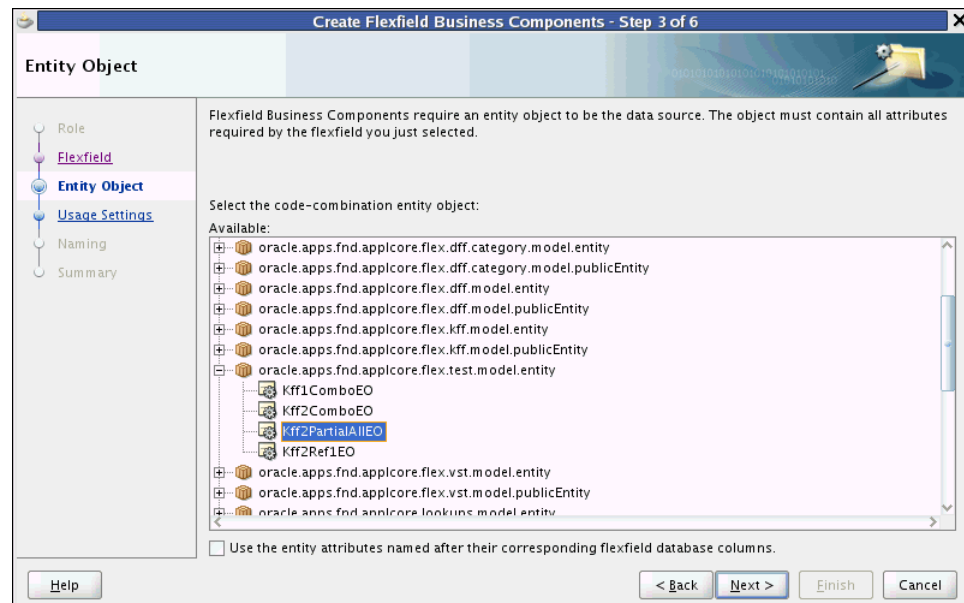 Create Flexfield Business Components - Step 3 of 6
Entity Object
Role
Flexfield
Entity Object
Usage Settings
Naming
Summary
Flexfield Business Components require an entity object to be the data source. The object must contain all attributes
required by the flexfield you just selected.
Select the code-combination entity object:
Available:
oracle.apps.fnd.applcore.flex.dff.category.model.entity
oracle.apps.fnd.applcore.flex.dff.category.model.publicEntity
oracle.apps.fnd.applcore.flex.dff.model.entity
oracle.apps.fnd.applcore.flex.dff.model.publicEntity
oracle.apps.fnd.applcore.flex.kff.model.entity
oracle.apps.fnd.applcore.flex.kff.model.publicEntity
oracle.apps.fnd.applcore.flex.test.model.entity
Kff1ComboEO
Kff2ComboEO
Kff2PartialAllEO
Kff2Ref1EO
oracle.apps.fnd.applcore.flex.vst.model.entity
oracle.apps.fnd.applcore.flex.vst.model.publicEntity
oracle.apps.fnd.applcore.lookups.model.entity
Use the entity attributes named after their corresponding flexfield database columns.
Help
< Back
Next >
Finish
Cancel